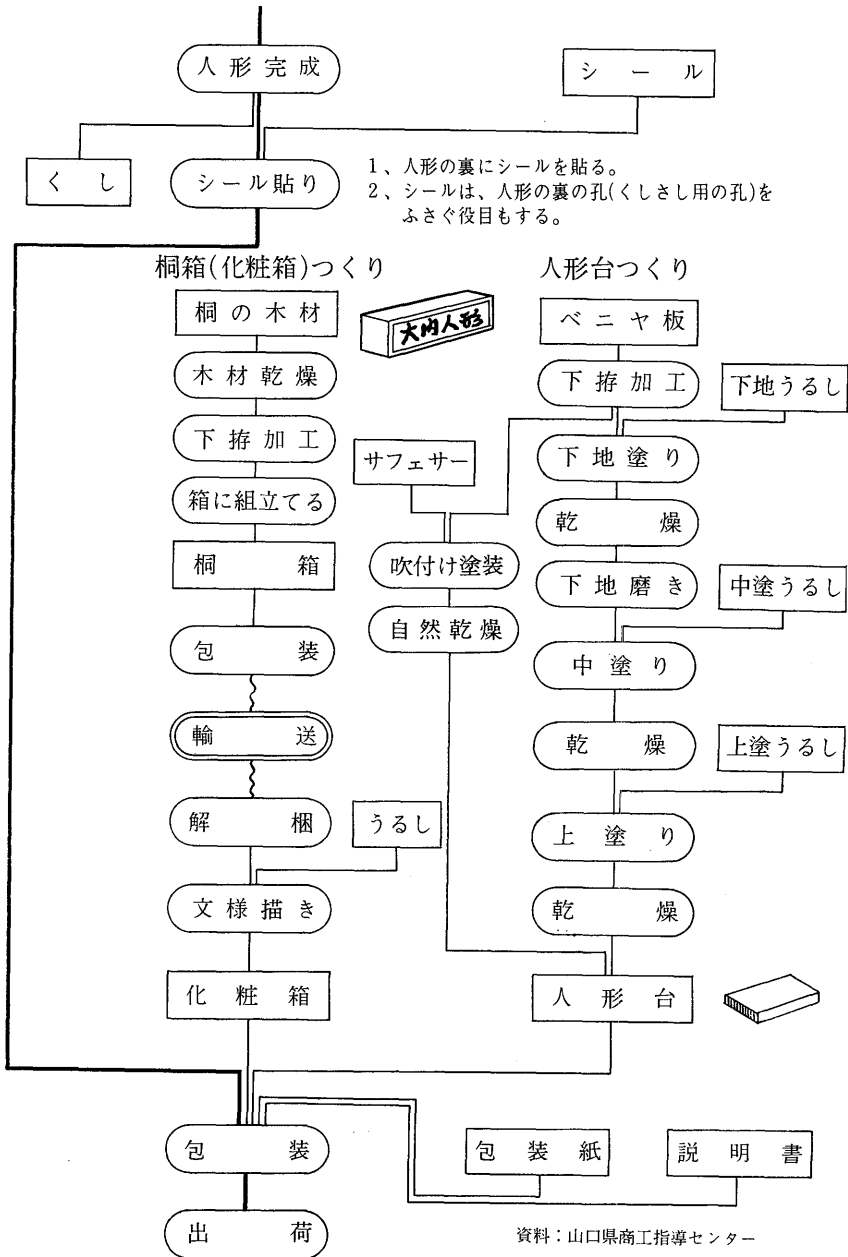 人形完成
シール
くし
シール貼り
1、人形の裏にシールを貼る。
2、シールは、人形の裏の孔(くしさし用の孔)を
ふさぐ役目もする。
桐箱(化粧箱)つくり
桐の木材
大内人形
木材乾燥
下拵加工
箱に組立てる
桐箱
包装
輸送
解梱
うるし
文様描き
化粧箱
人形台つくり
ベニヤ板
下拵加工
下地うるし
サフェサー
下地塗り
乾燥
吹付け塗装
下地磨き
中塗うるし
自然乾燥
中塗り
乾燥
上塗うるし
上塗り
乾燥
人形台
包装
包装紙
説明書
出荷
資料：山口県商工指導センター